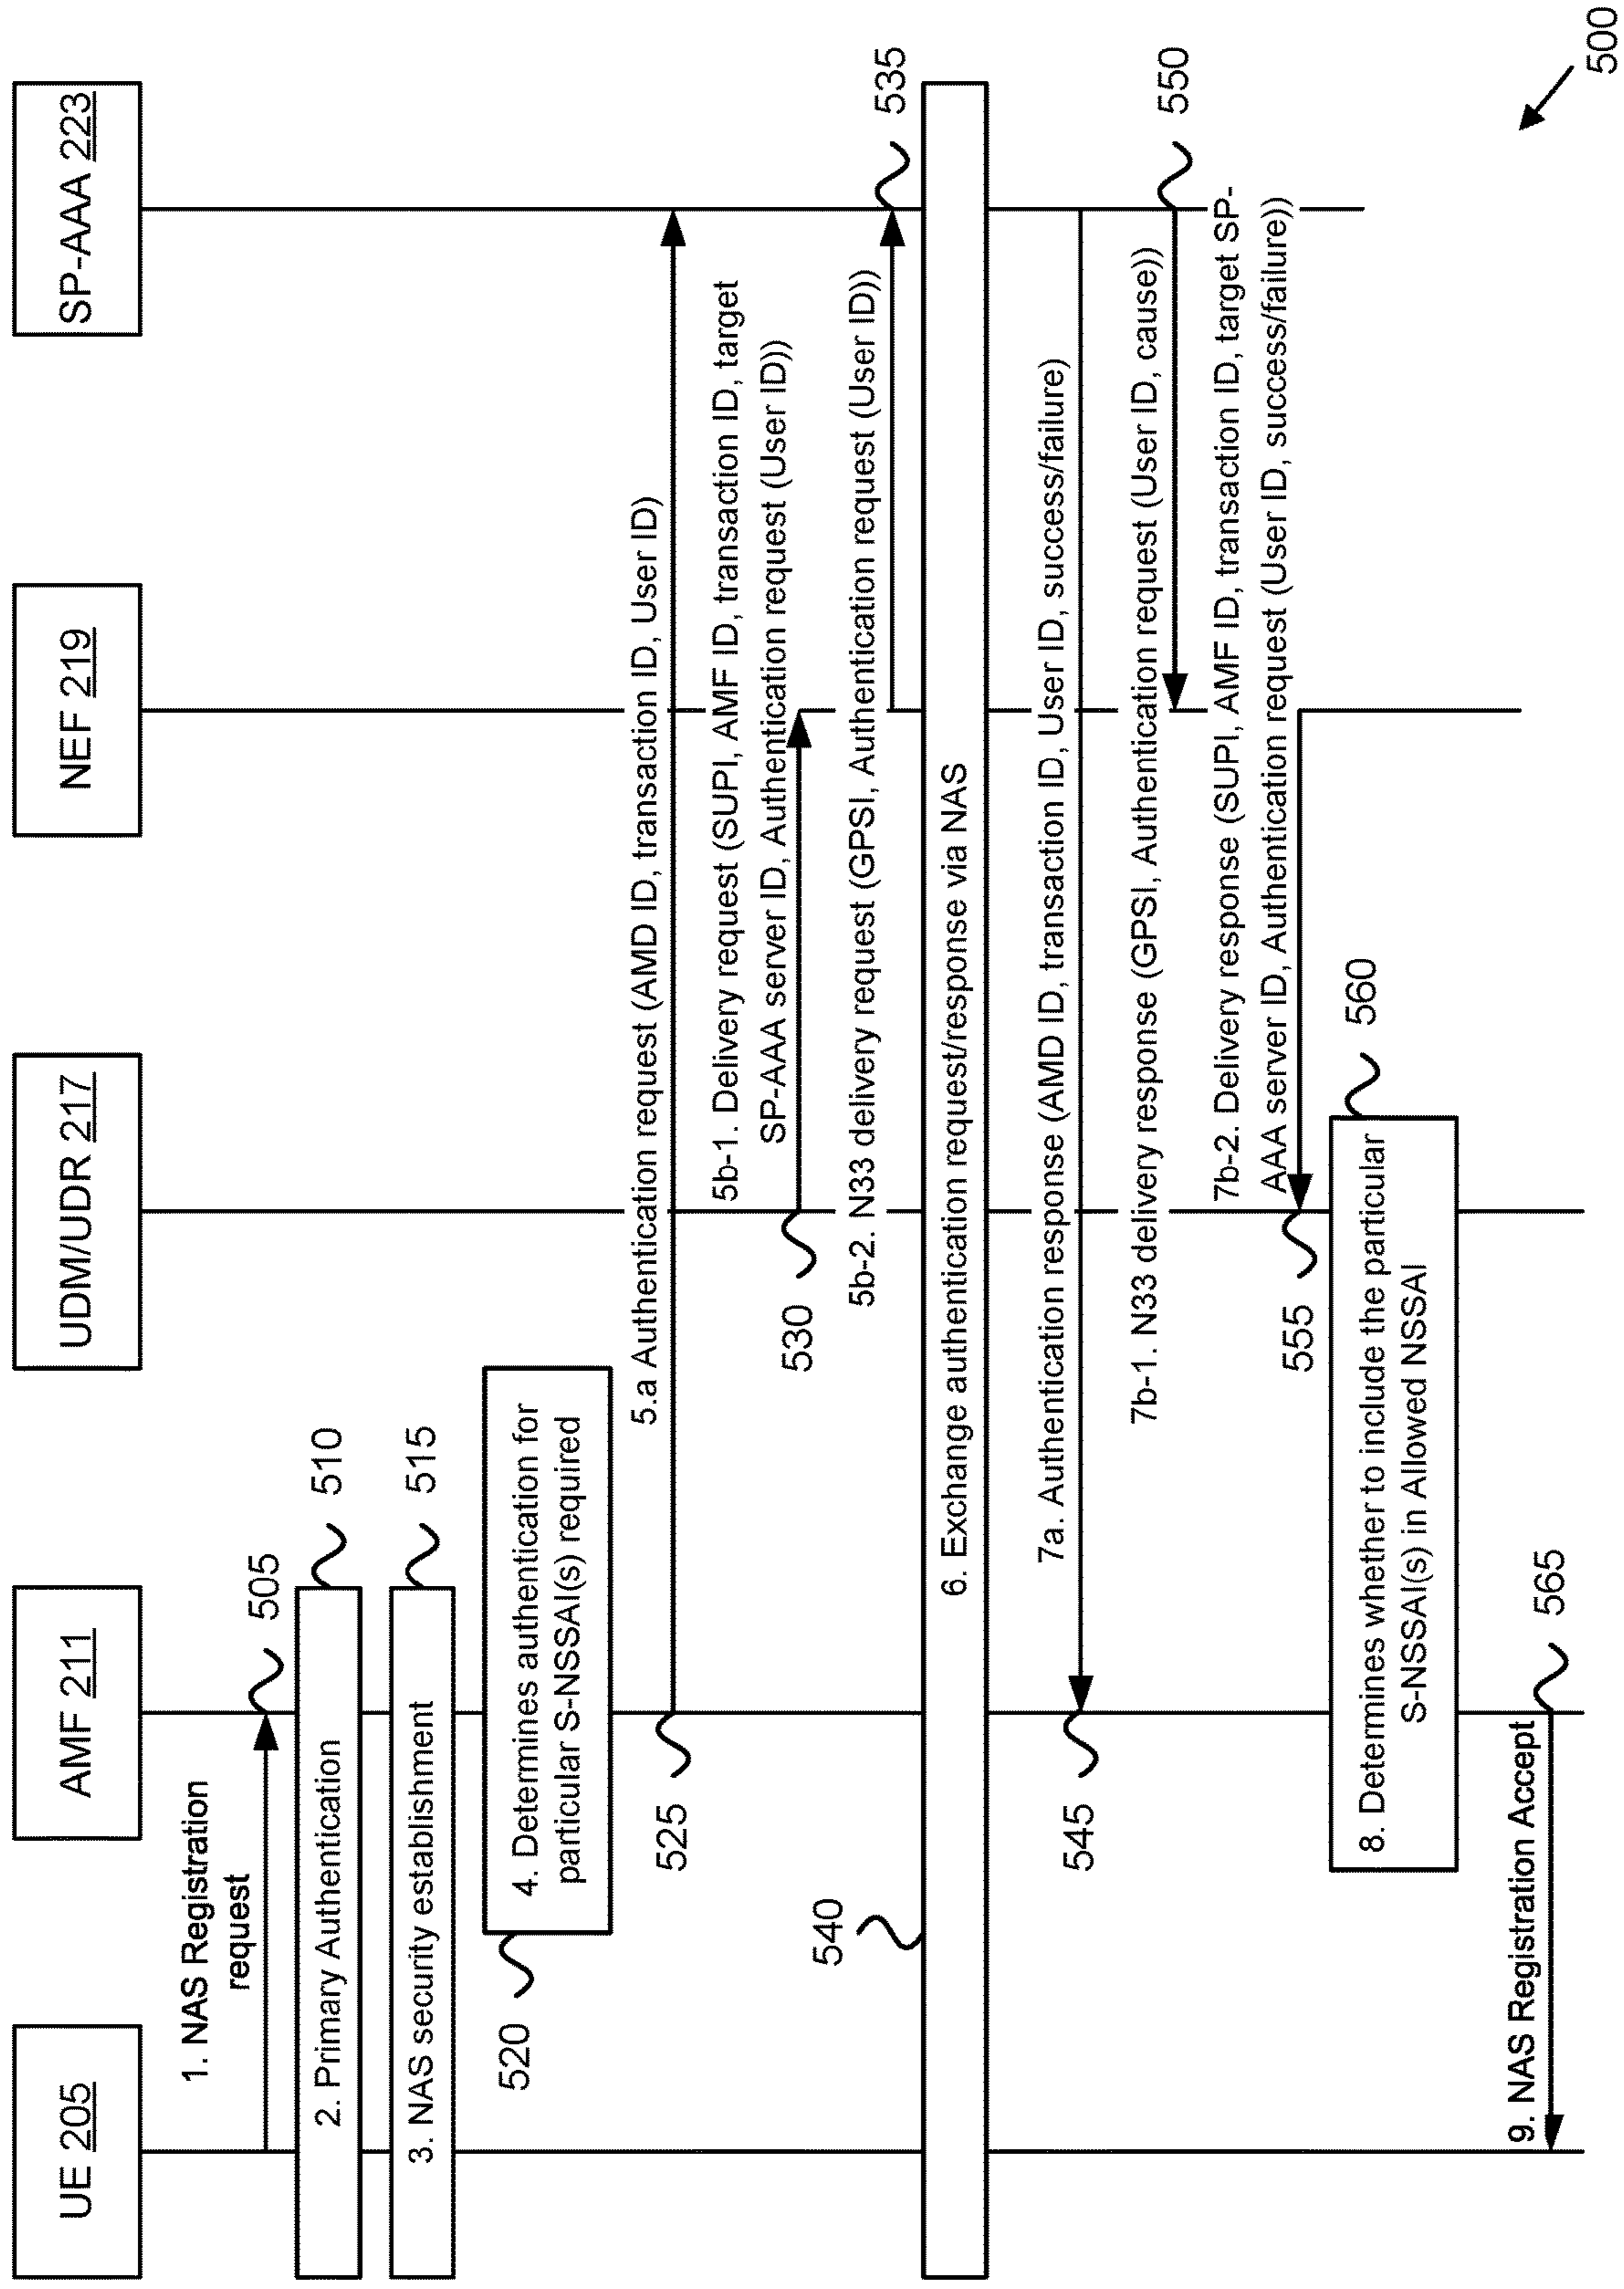 UE 205
AMF 211
UDM/UDR 217
NEF 219
SP-AAA 223
1. NAS Registration
request
505
2. Primary Authentication
510
3. NAS security establishment
515
4. Determines authentication for
particular S-NSSAI(s) required
520
5.a Authentication request (AMD ID, transaction ID, User ID)
525
5b-1. Delivery request (SUPI, AMF ID, transaction ID, target
SP-AAA server ID, Authentication request (User ID))
530
5b-2. N33 delivery request (GPSI, Authentication request (User ID))
535
540
6. Exchange authentication request/response via NAS
7a. Authentication response (AMD ID, transaction ID, User ID, success/failure)
545
7b-1. N33 delivery response (GPSI, Authentication request (User ID, cause))
550
7b-2. Delivery response (SUPI, AMF ID, transaction ID, target SP-
AAA server ID, Authentication request (User ID, success/failure))
555
8. Determines whether to include the particular
S-NSSAI(s) in Allowed NSSAI
560
9. NAS Registration Accept
565
500